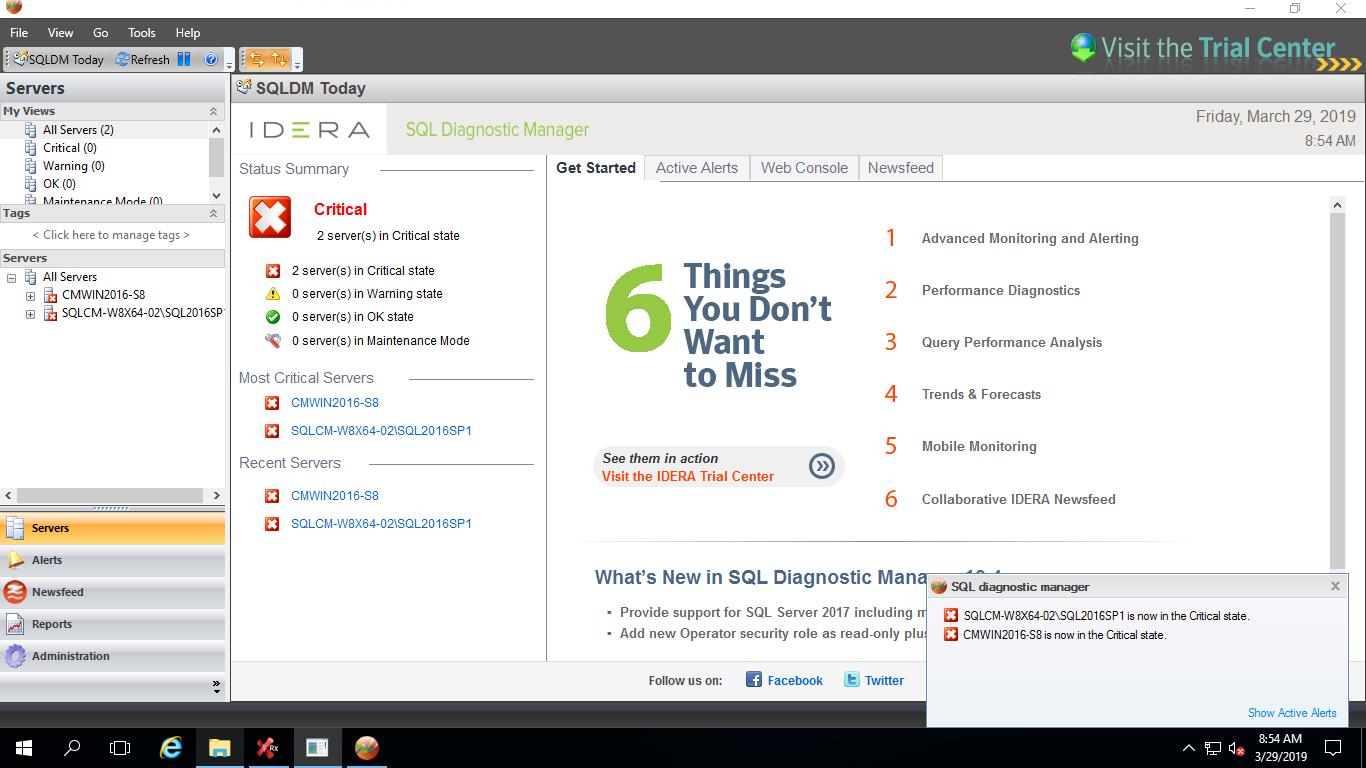 File View Go Tools Help
Visit the Trial Center
SQLDM Today Refresh
Servers
My Views
All Servers (2)
Critical (0)
Warning (0)
OK (0)
Maintenance Mode (0)
Tags
< Click here to manage tags >
Servers
All Servers
CMWIN2016-S8
SQLCM-W8X64-02\SQL2016SP
Servers
Alerts
Newsfeed
Reports
Administration
SQLDM Today
IDERA SQL Diagnostic Manager
Friday, March 29, 2019
8:54 AM
Status Summary
Critical
2 server(s) in Critical state
2 server(s) in Critical state
0 server(s) in Warning state
0 server(s) in OK state
0 server(s) in Maintenance Mode
Most Critical Servers
CMWIN2016-S8
SQLCM-W8X64-02\SQL2016SP1
Recent Servers
CMWIN2016-S8
SQLCM-W8X64-02\SQL2016SP1
Get Started Active Alerts Web Console Newsfeed
6 Things
You Don't
Want
to Miss
See them in action
Visit the IDERA Trial Center
1 Advanced Monitoring and Alerting
2 Performance Diagnostics
3 Query Performance Analysis
4 Trends & Forecasts
5 Mobile Monitoring
6 Collaborative IDERA Newsfeed
What's New in SQL Diagnostic Mana
• Provide support for SQL Server 2017 including
• Add new Operator security role as read-only plu
Follow us on: Facebook Twitter
SQL diagnostic manager
SQLCM-W8X64-02\SQL2016SP1 is now in the Critical state.
CMWIN2016-S8 is now in the Critical state.
Show Active Alerts
Rx
8:54 AM
3/29/2019